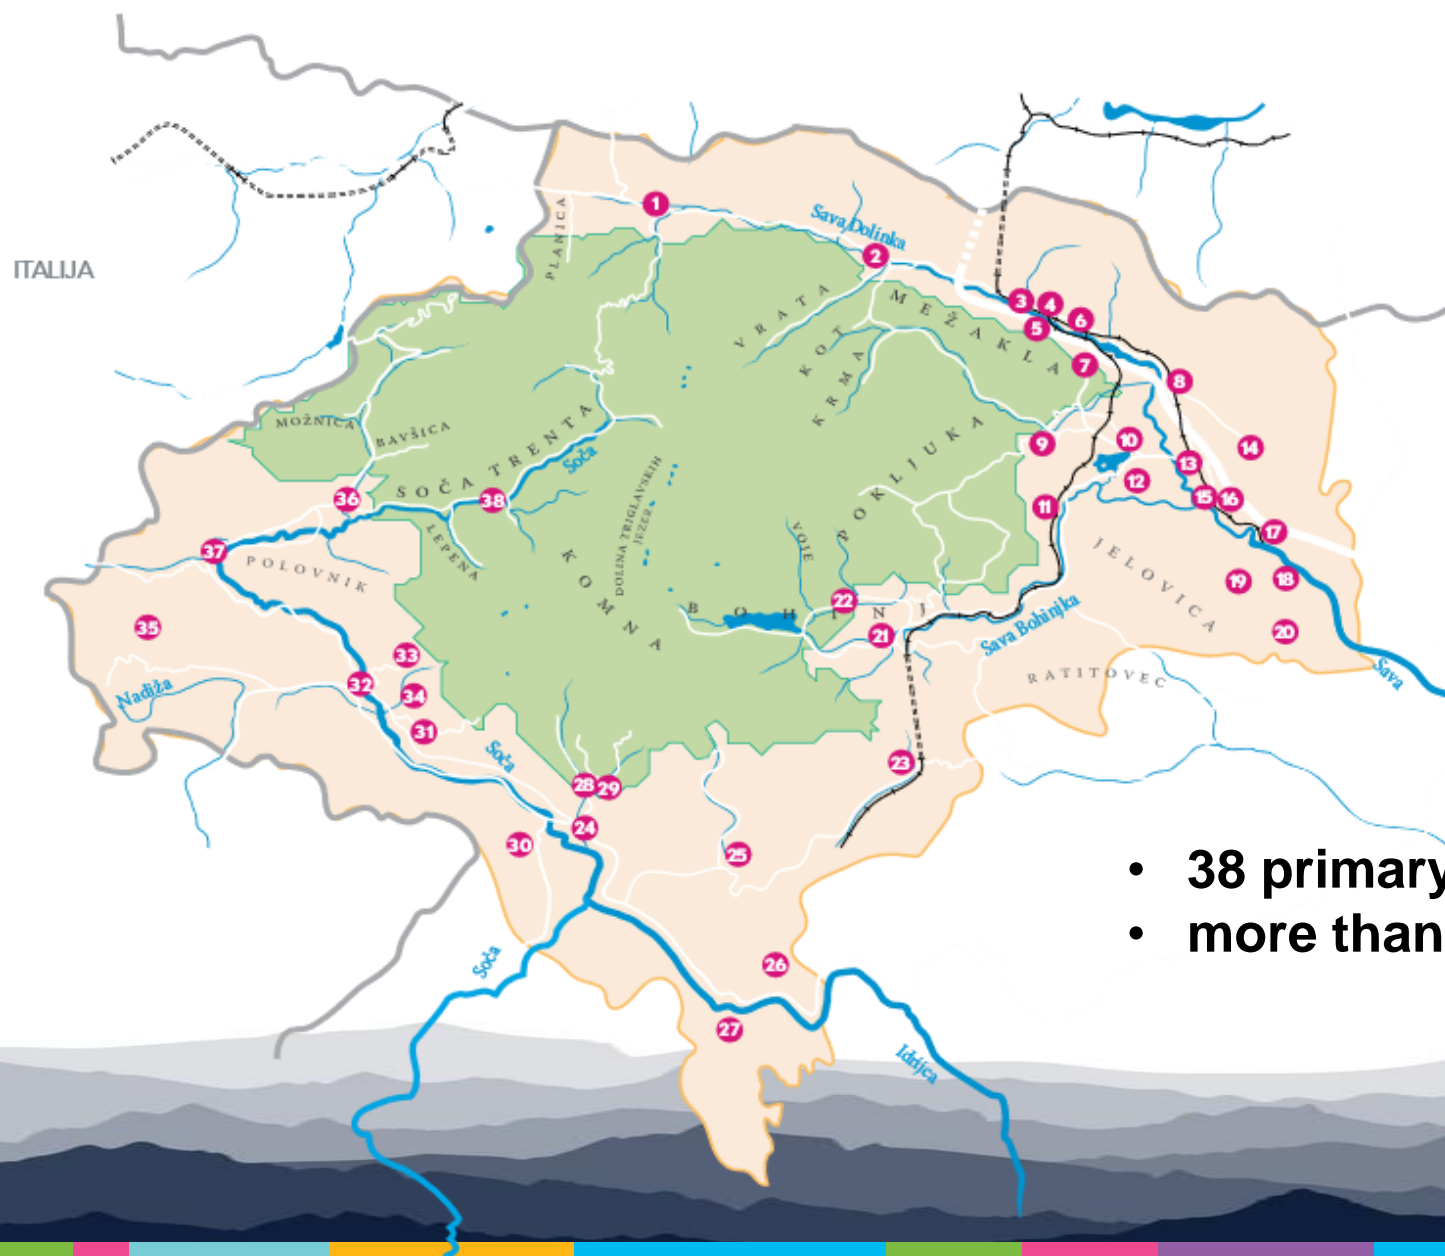 ITALIJA
PLANICA
1
Sava Dolinka
2
VRATA
KOT
KRMA
MEŽAKLA
3
4
5
6
7
8
9
10
11
12
13
14
15
16
17
18
19
20
MOŽNICA
BAVŠICA
SOČA
TRENTA
Soča
36
38
37
LEPENA
POLOVNIK
KOMNA
DOLINA TRIGLAVSKIH
JEZER
VOJE
POKLJUKA
JELOVICA
BOHINJ
22
21
Sava Bohinjka
RATITOVEC
Sava
35
33
34
32
31
Nadiža
Soča
28
29
24
30
25
23
26
27
Soča
Idrijca
• 38 primary
• more than